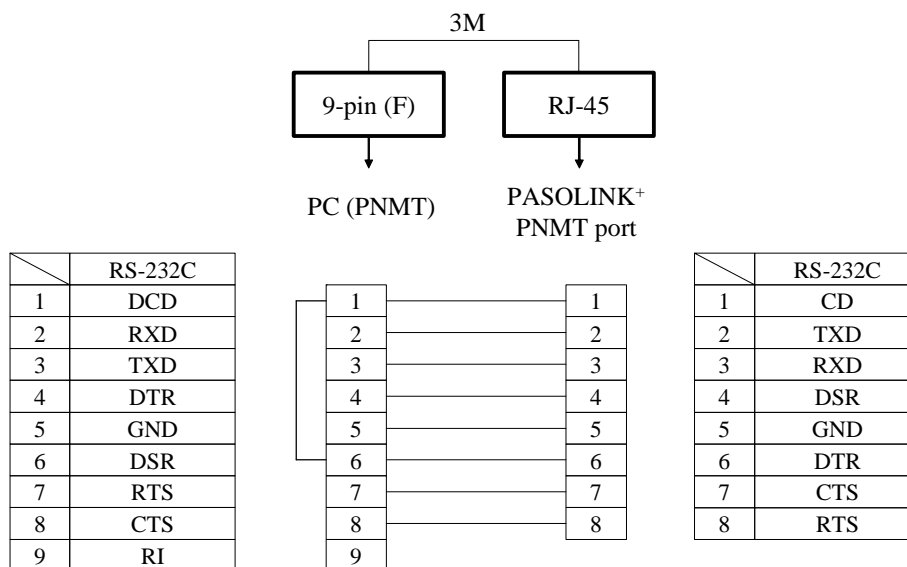 3M
9-pin (F) RJ-45
PC (PNMT)
PASOLINK+
PNMT port
RS-232C
1 DCD
2 RXD
3 TXD
4 DTR
5 GND
6 DSR
7 RTS
8 CTS
9 RI
1 1
2 2
3 3
4 4
5 5
6 6
7 7
8 8
9
RS-232C
1 CD
2 TXD
3 RXD
4 DSR
5 GND
6 DTR
7 CTS
8 RTS